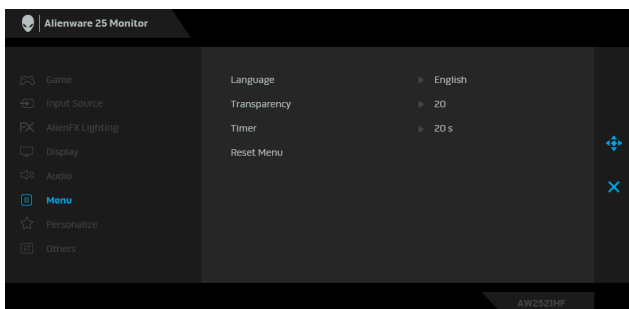 Alienware 25 Monitor
Game
Input Source
AlienFX Lighting
Display
Audio
Menu
Personalize
Others
Language English
Transparency 20
Timer 20 s
Reset Menu
AW2521HF